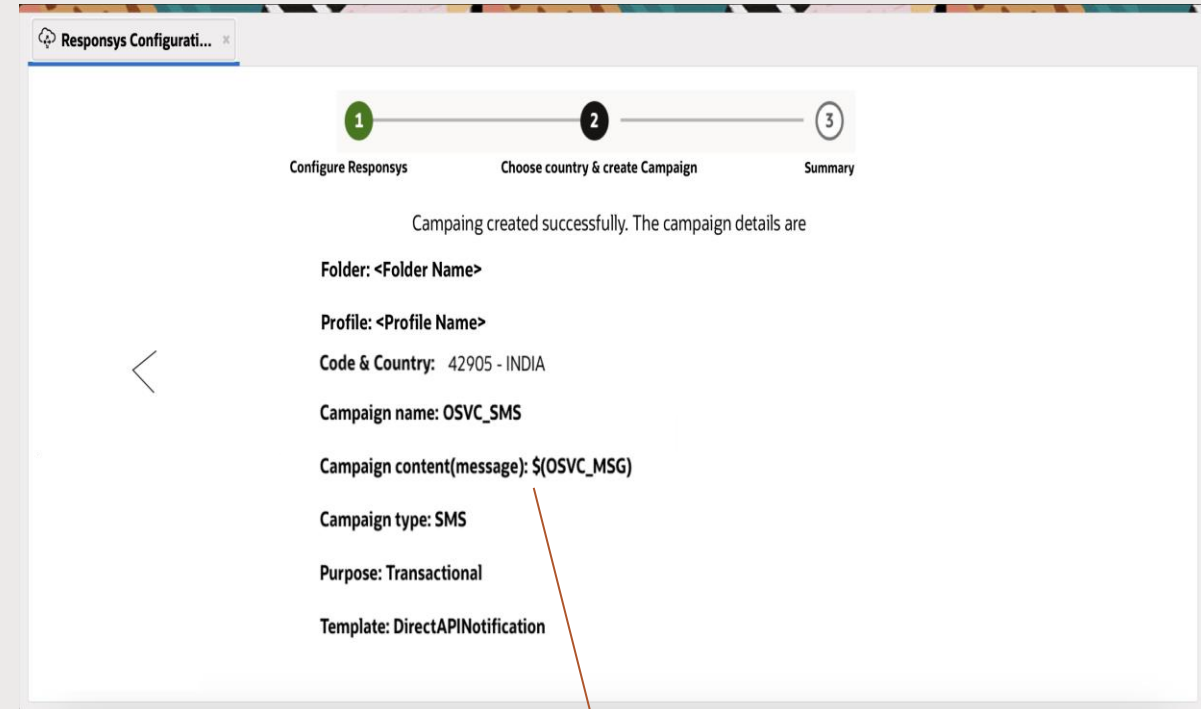 Responsys Configurati... ×
1 2 3
Configure Responsys Choose country & create Campaign Summary
Campaing created successfully. The campaign details are
Folder: <Folder Name>
Profile: <Profile Name>
Code & Country: 42905 - INDIA
Campaign name: OSVC_SMS
Campaign content(message): $(OSVC_MSG)
Campaign type: SMS
Purpose: Transactional
Template: DirectAPINotification